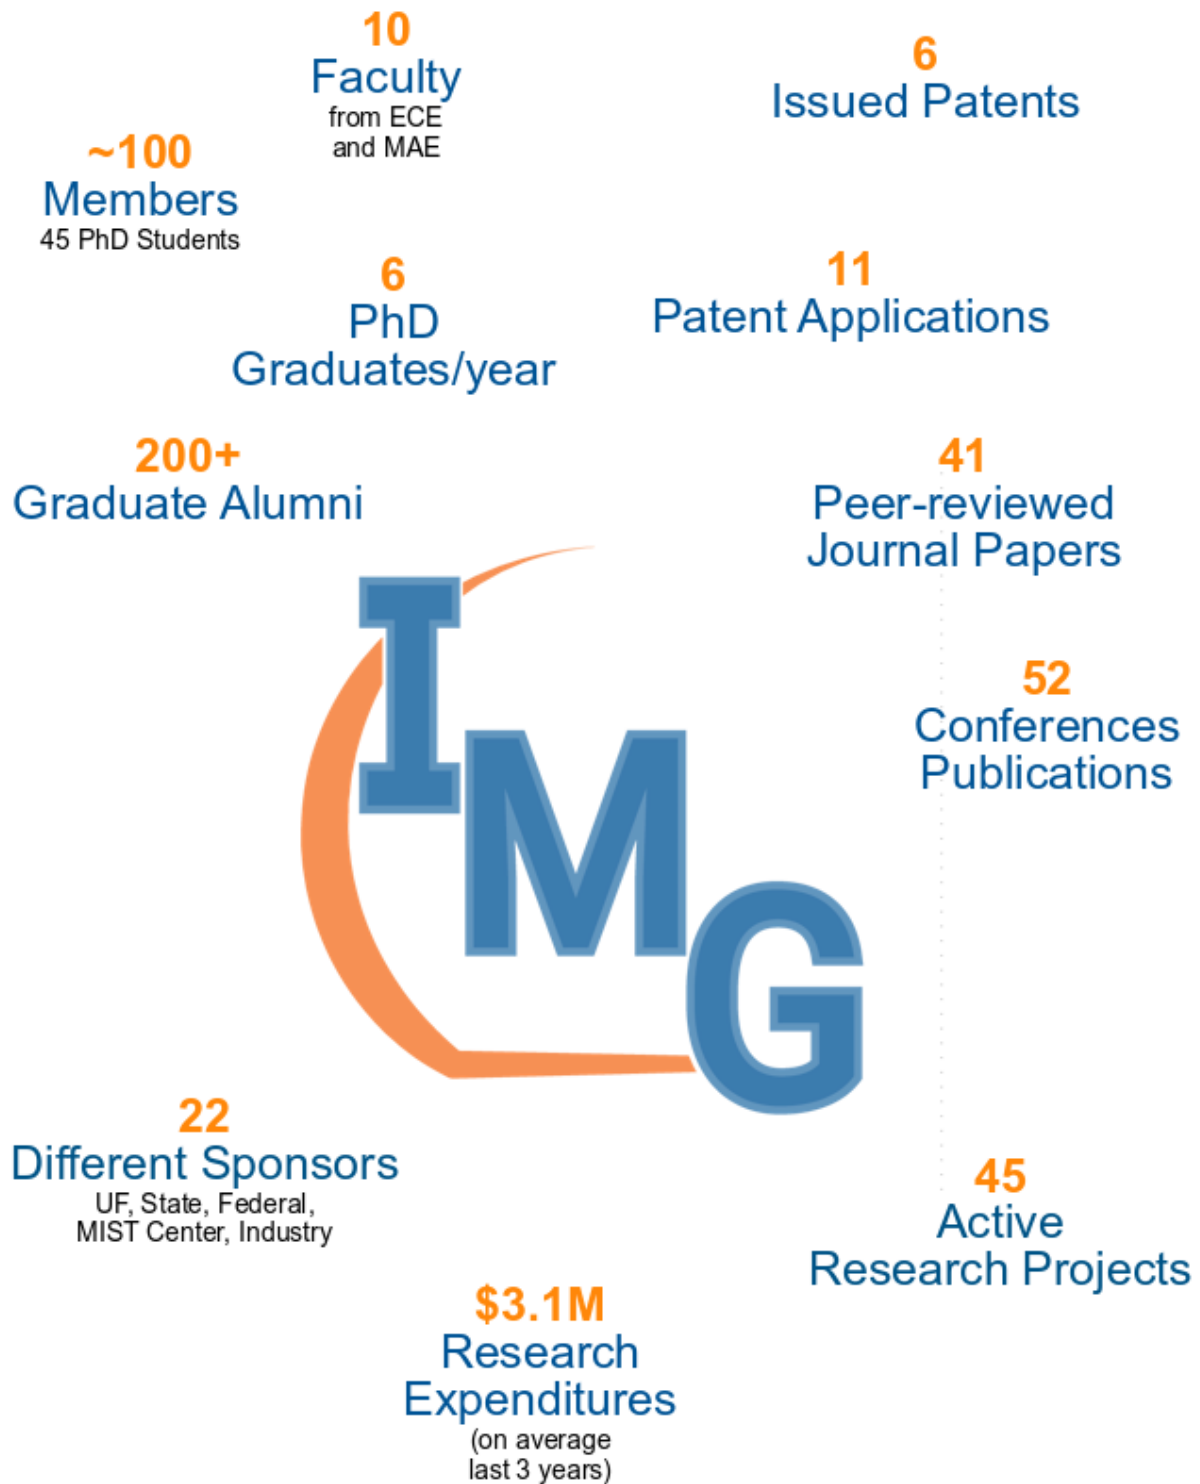 10
Faculty
from ECE
and MAE
6
Issued Patents
~100
Members
45 PhD Students
6
PhD
Graduates/year
11
Patent Applications
200+
Graduate Alumni
41
Peer-reviewed
Journal Papers
IMG
52
Conferences
Publications
22
Different Sponsors
UF, State, Federal,
MIST Center, Industry
45
Active
Research Projects
$3.1M
Research
Expenditures
(on average
last 3 years)